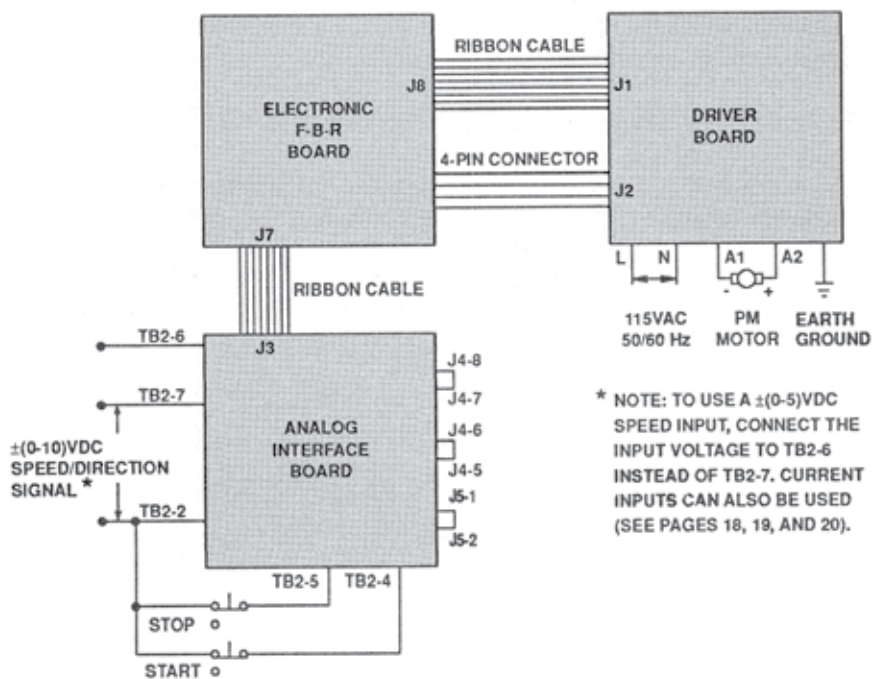 RIBBON CABLE
J8
J1
ELECTRONIC
F-B-R
BOARD
DRIVER
BOARD
4-PIN CONNECTOR
J2
J7
L N A1 A2
- +
RIBBON CABLE
115VAC
50/60 Hz
PM
MOTOR
EARTH
GROUND
TB2-6
J3
J4-8
TB2-7
J4-7
ANALOG
INTERFACE
BOARD
J4-6
J4-5
±(0-10)VDC
SPEED/DIRECTION
SIGNAL *
J5-1
TB2-2
J5-2
* NOTE: TO USE A ±(0-5)VDC
SPEED INPUT, CONNECT THE
INPUT VOLTAGE TO TB2-6
INSTEAD OF TB2-7. CURRENT
INPUTS CAN ALSO BE USED
(SEE PAGES 18, 19, AND 20).
TB2-5 TB2-4
STOP
START